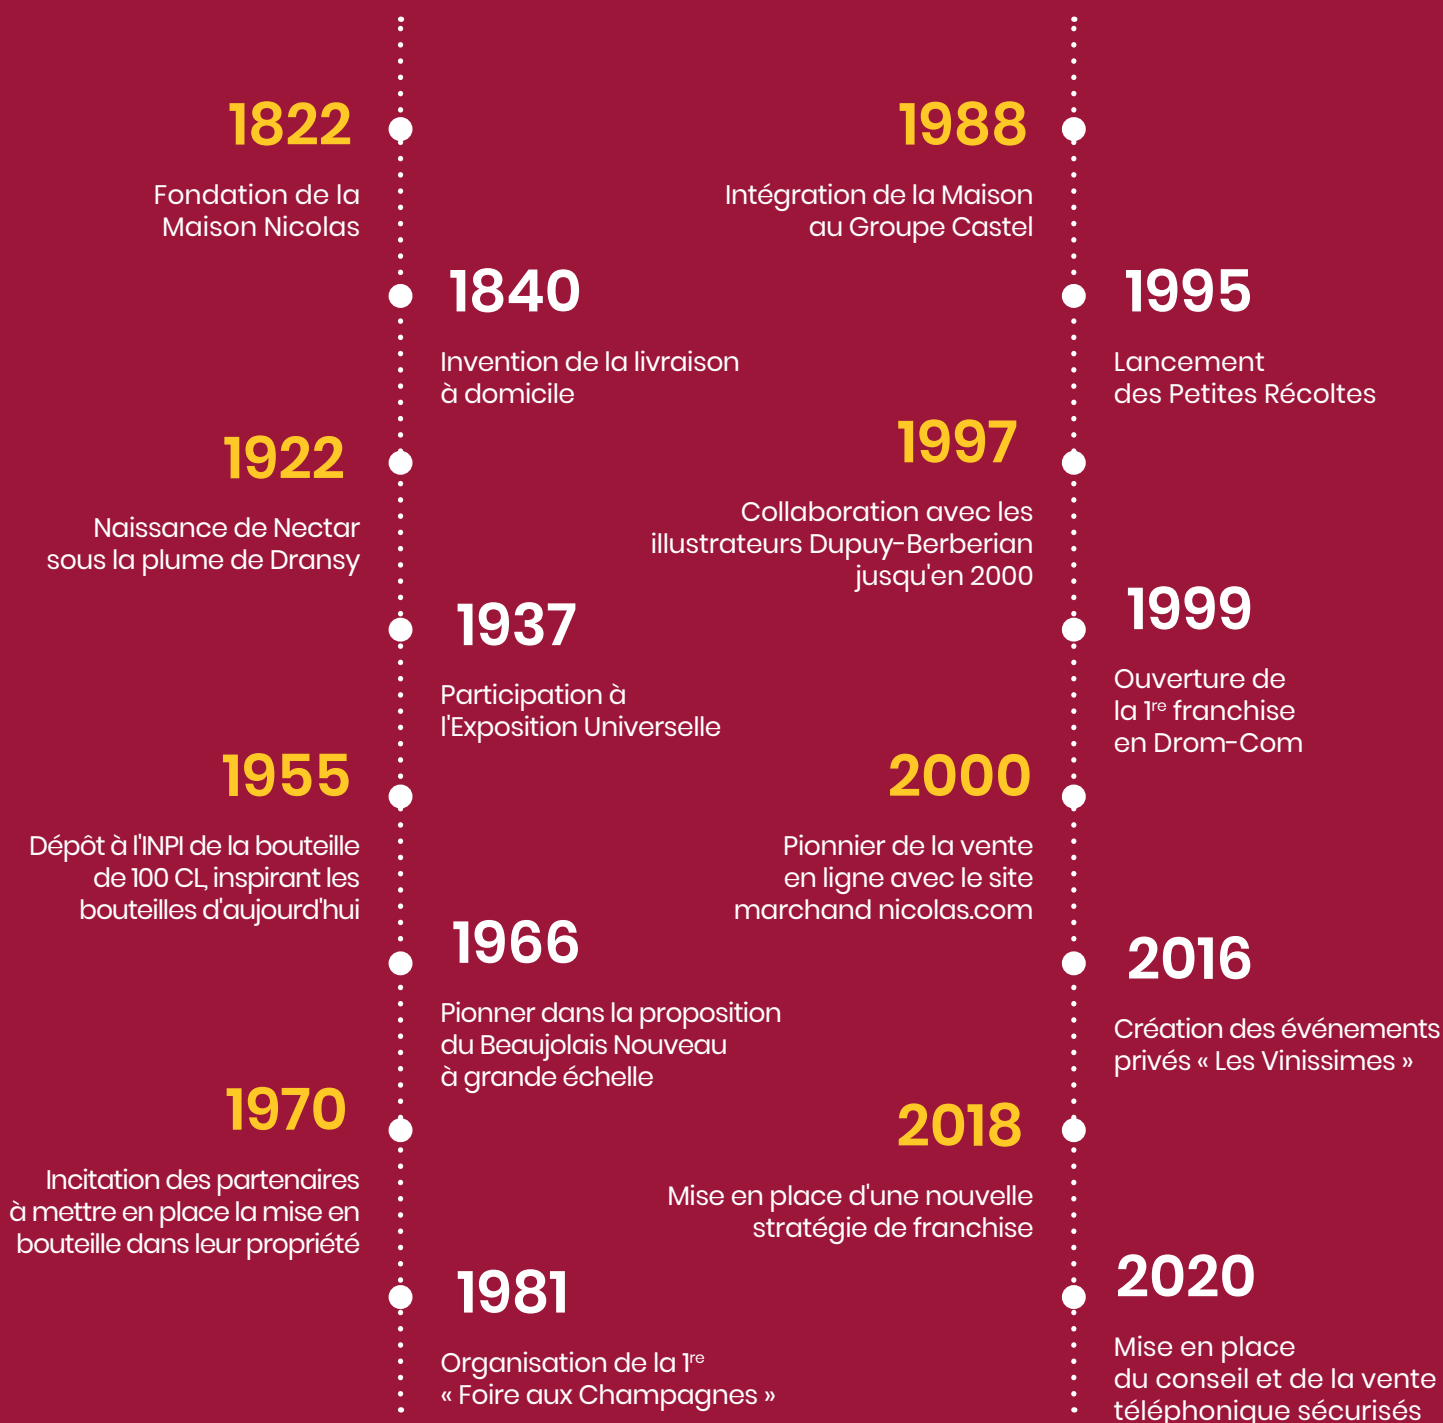 1822
Fondation de la
Maison Nicolas
1840
Invention de la livraison
à domicile
1922
Naissance de Nectar
sous la plume de Dransy
1937
Participation à
l'Exposition Universelle
1955
Dépôt à l'INPI de la bouteille
de 100 CL, inspirant les
bouteilles d'aujourd'hui
1966
Pionner dans la proposition
du Beaujolais Nouveau
à grande échelle
1970
Incitation des partenaires
à mettre en place la mise en
bouteille dans leur propriété
1981
Organisation de la 1re
« Foire aux Champagnes »
1988
Intégration de la Maison
au Groupe Castel
1995
Lancement
des Petites Récoltes
1997
Collaboration avec les
illustrateurs Dupuy-Berberian
jusqu'en 2000
1999
Ouverture de
la 1re franchise
en Drom-Com
2000
Pionnier de la vente
en ligne avec le site
marchand nicolas.com
2016
Création des événements
privés « Les Vinissimes »
2018
Mise en place d'une nouvelle
stratégie de franchise
2020
Mise en place
du conseil et de la vente
téléphonique sécurisés